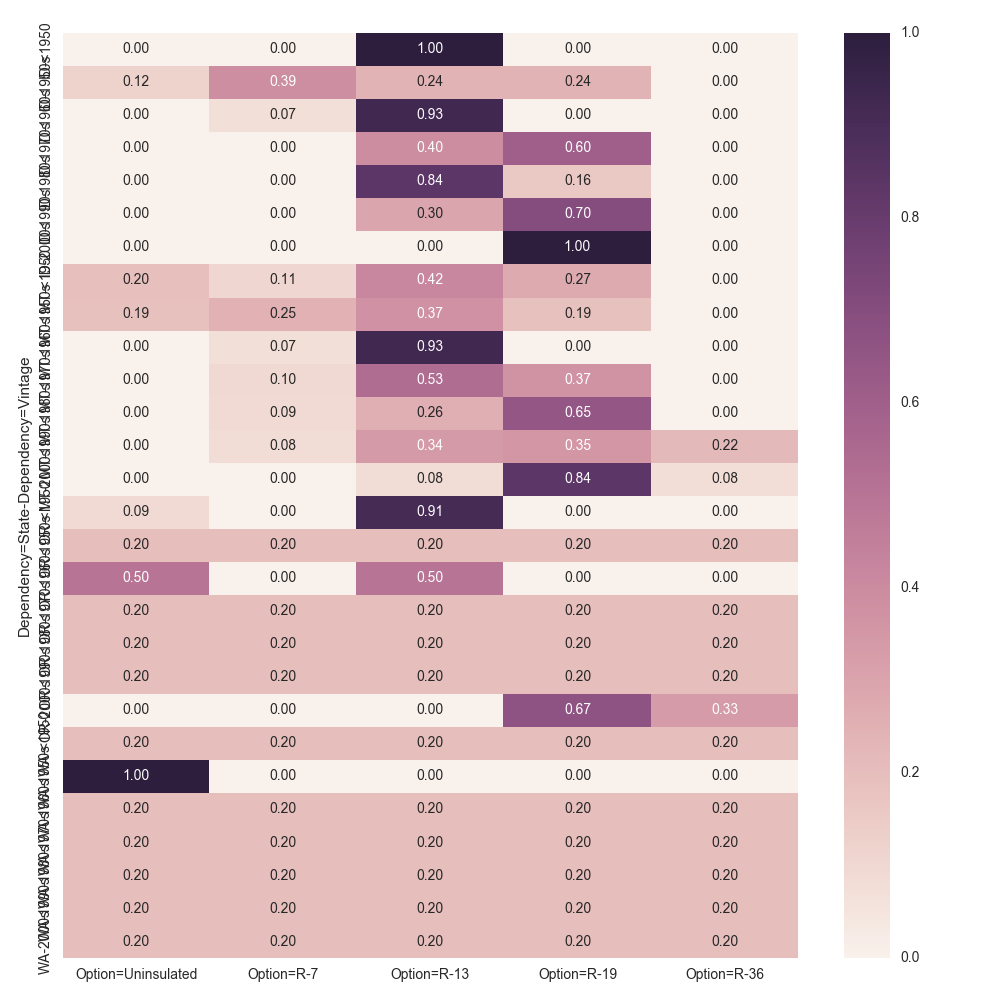 0.00 0.00 1.00 0.00 0.00
0.12 0.39 0.24 0.24 0.00
0.00 0.07 0.93 0.00 0.00
0.00 0.00 0.40 0.60 0.00
0.00 0.00 0.84 0.16 0.00
0.00 0.00 0.30 0.70 0.00
0.00 0.00 0.00 1.00 0.00
0.20 0.11 0.42 0.27 0.00
0.19 0.25 0.37 0.19 0.00
0.00 0.07 0.93 0.00 0.00
0.00 0.10 0.53 0.37 0.00
0.00 0.09 0.26 0.65 0.00
0.00 0.08 0.34 0.35 0.22
0.00 0.00 0.08 0.84 0.08
0.09 0.91 0.00 0.00
0.20 0.20 0.20 0.20 0.20
0.50 0.00 0.50 0.00 0.00
0.20 0.20 0.20 0.20 0.20
0.20 0.20 0.20 0.20 0.20
0.20 0.20 0.20 0.20 0.20
0.00 0.00 0.00 0.67 0.33
0.20 0.20 0.20 0.20 0.20
1.00 0.00 0.00 0.00 0.00
0.20 0.20 0.20 0.20 0.20
0.20 0.20 0.20 0.20 0.20
0.20 0.20 0.20 0.20 0.20
0.20 0.20 0.20 0.20 0.20
0.20 0.20 0.20 0.20 0.20
Option=Uninsulated Option=R-7 Option=R-13 Option=R-19 Option=R-36
Dependency=State-Dependency=Vintage
1.0
0.8
0.6
0.4
0.2
0.0